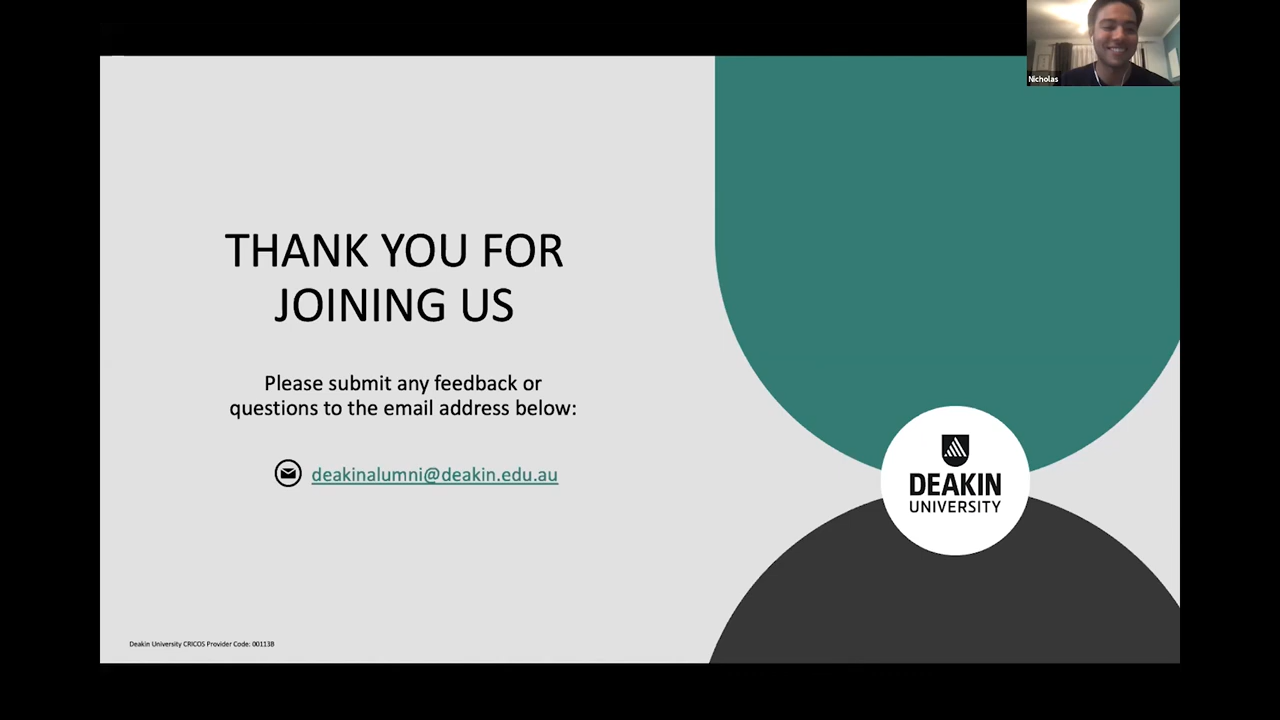 Nicholas
THANK YOU FOR
JOINING US
Please submit any feedback or
questions to the email address below:
deakinalumni@deakin.edu.au
DEAKIN
UNIVERSITY
Deakin University CRICOS Provider Code: 00113B